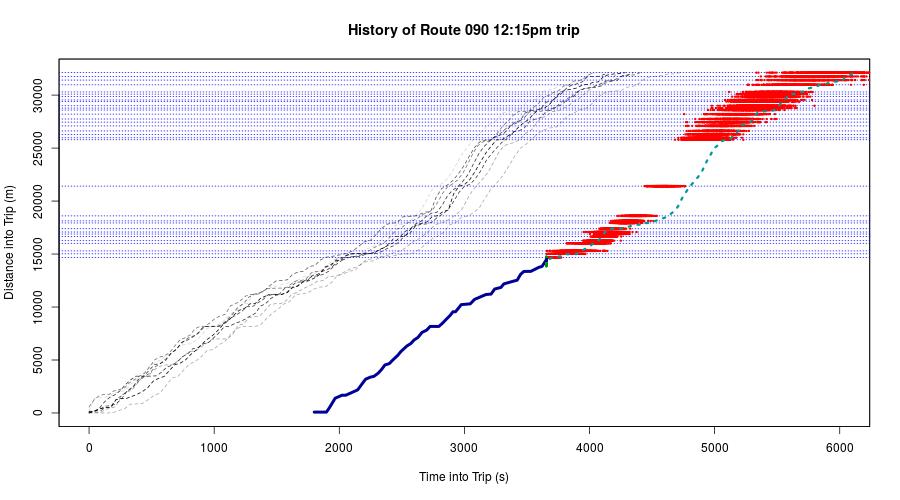 History of Route 090 12:15pm trip
Distance into Trip (m)
30000
25000
20000
15000
10000
5000
0
0 1000 2000 3000 4000 5000 6000
Time into Trip (s)